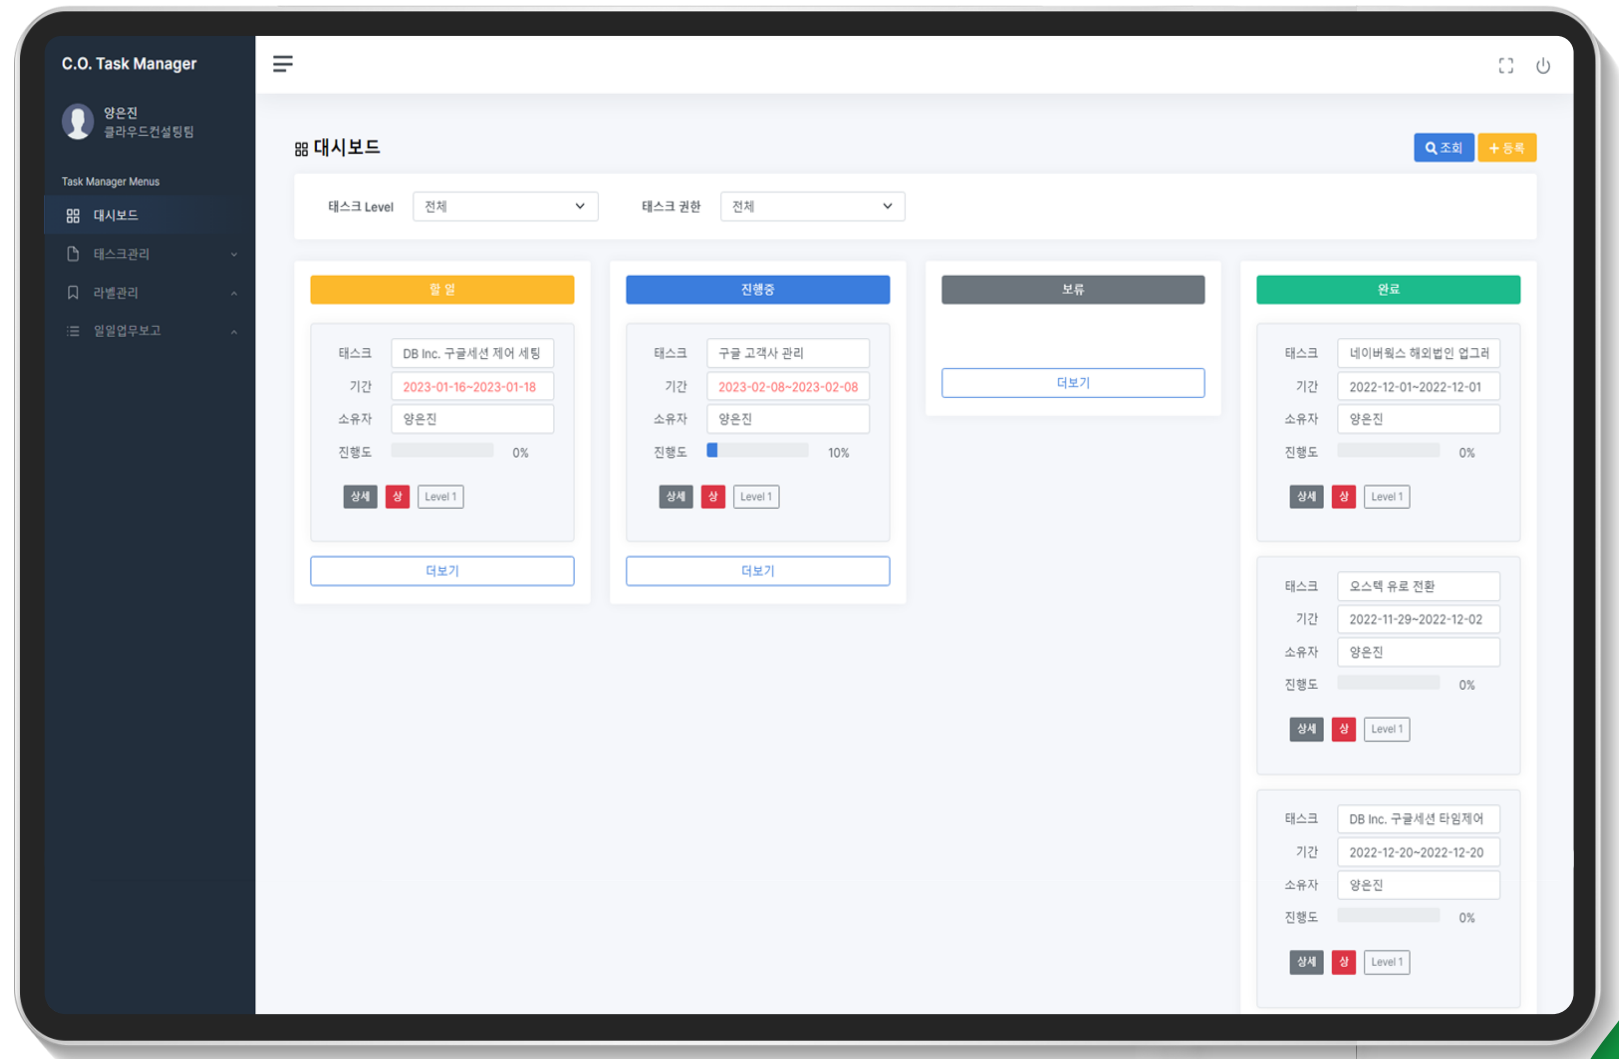 C.O. Task Manager
양은진
클라우드컨설팅팀
Task Manager Menus
대시보드
태스크관리
라벨관리
일일업무보고
대시보드
조회
+ 등록
태스크 Level 전체
태스크 권한 전체
할 일
태스크 DB Inc. 구글세션 제어 세팅
기간 2023-01-16~2023-01-18
소유자 양은진
진행도 0%
상세 상 Level 1
더보기
진행중
태스크 구글 고객사 관리
기간 2023-02-08~2023-02-08
소유자 양은진
진행도 10%
상세 상 Level 1
더보기
보류
더보기
완료
태스크 네이버웍스 해외법인 업그레
기간 2022-12-01~2022-12-01
소유자 양은진
진행도 0%
상세 상 Level 1
태스크 오스텍 유로 전환
기간 2022-11-29~2022-12-02
소유자 양은진
진행도 0%
상세 상 Level 1
태스크 DB Inc. 구글세션 타임제어
기간 2022-12-20~2022-12-20
소유자 양은진
진행도 0%
상세 상 Level 1